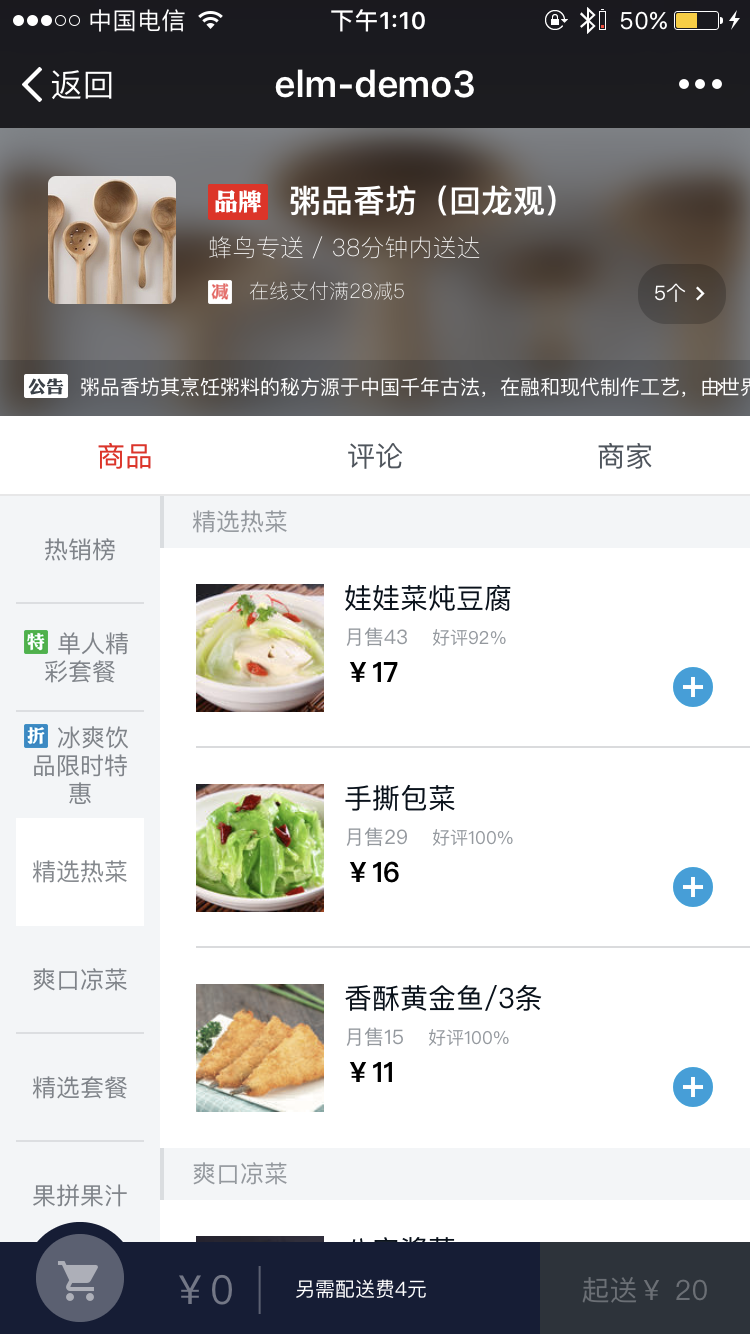 中国电信
下午1:10
50%
返回
elm-demo3
品牌 粥品香坊（回龙观）
蜂鸟专送 / 38分钟内送达
减 在线支付满28减5
5个
公告 粥品香坊其烹饪粥料的秘方源于中国千年古法，在融和现代制作工艺，由世界
商品
评论
商家
热销榜
特 单人精
彩套餐
折 冰爽饮
品限时特
惠
精选热菜
爽口凉菜
精选套餐
果拼果汁
精选热菜
娃娃菜炖豆腐
月售43 好评92%
￥17
手撕包菜
月售29 好评100%
￥16
香酥黄金鱼/3条
月售15 好评100%
￥11
爽口凉菜
￥0
另需配送费4元
起送￥ 20